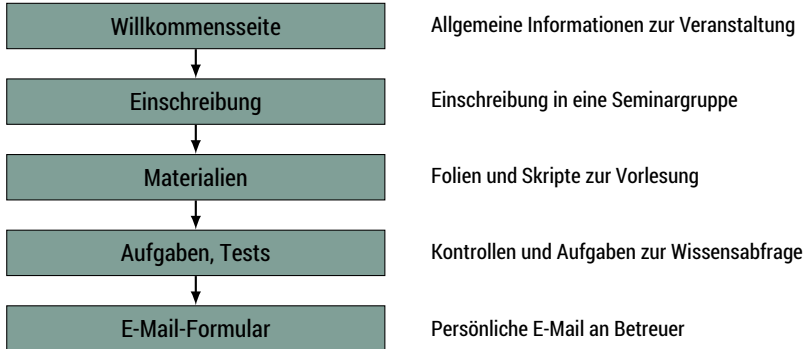 Willkommensseite
Allgemeine Informationen zur Veranstaltung
Einschreibung
Einschreibung in eine Seminargruppe
Materialien
Folien und Skripte zur Vorlesung
Aufgaben, Tests
Kontrollen und Aufgaben zur Wissensabfrage
E-Mail-Formular
Persönliche E-Mail an Betreuer